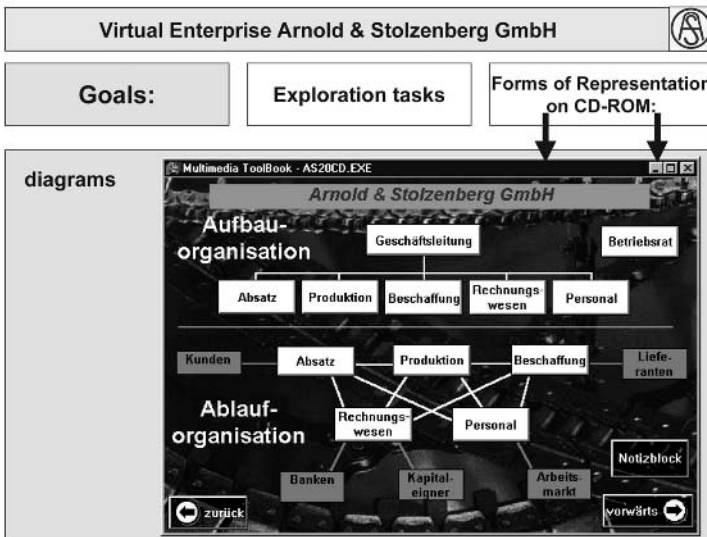 Virtual Enterprise Arnold & Stolzenberg GmbH
Goals:
Exploration tasks
Forms of Representation
on CD-ROM:
diagrams
Multimedia ToolBook - AS20CD.EXE
Arnold & Stolzenberg GmbH
Aufbau-
organisation
Geschäftsleitung
Betriebsrat
Absatz
Produktion
Beschaffung
Rechnungs-
wesen
Personal
Kunden
Absatz
Produktion
Beschaffung
Liefe-
ranten
Ablauf-
organisation
Rechnungs-
wesen
Personal
Banken
Kapital-
eigner
Arbeits-
markt
Notizblock
zurück
vorwärts